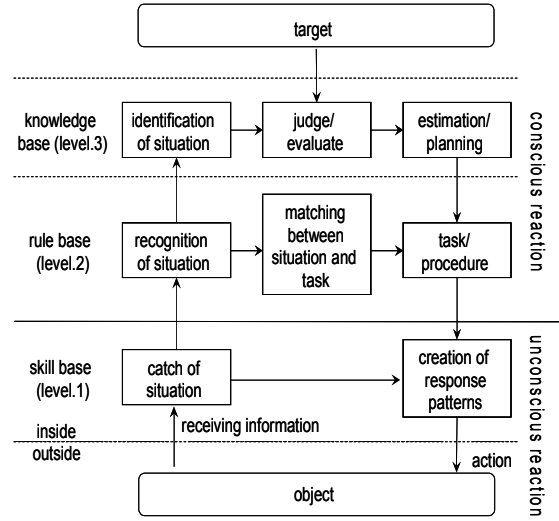 target
knowledge
base (level.3)
identification
of situation
judge/
evaluate
estimation/
planning
conscious reaction
rule base
(level.2)
recognition
of situation
matching
between
situation and
task
task/
procedure
skill base
(level.1)
catch of
situation
creation of
response
patterns
unconscious reaction
receiving information
inside
outside
action
object